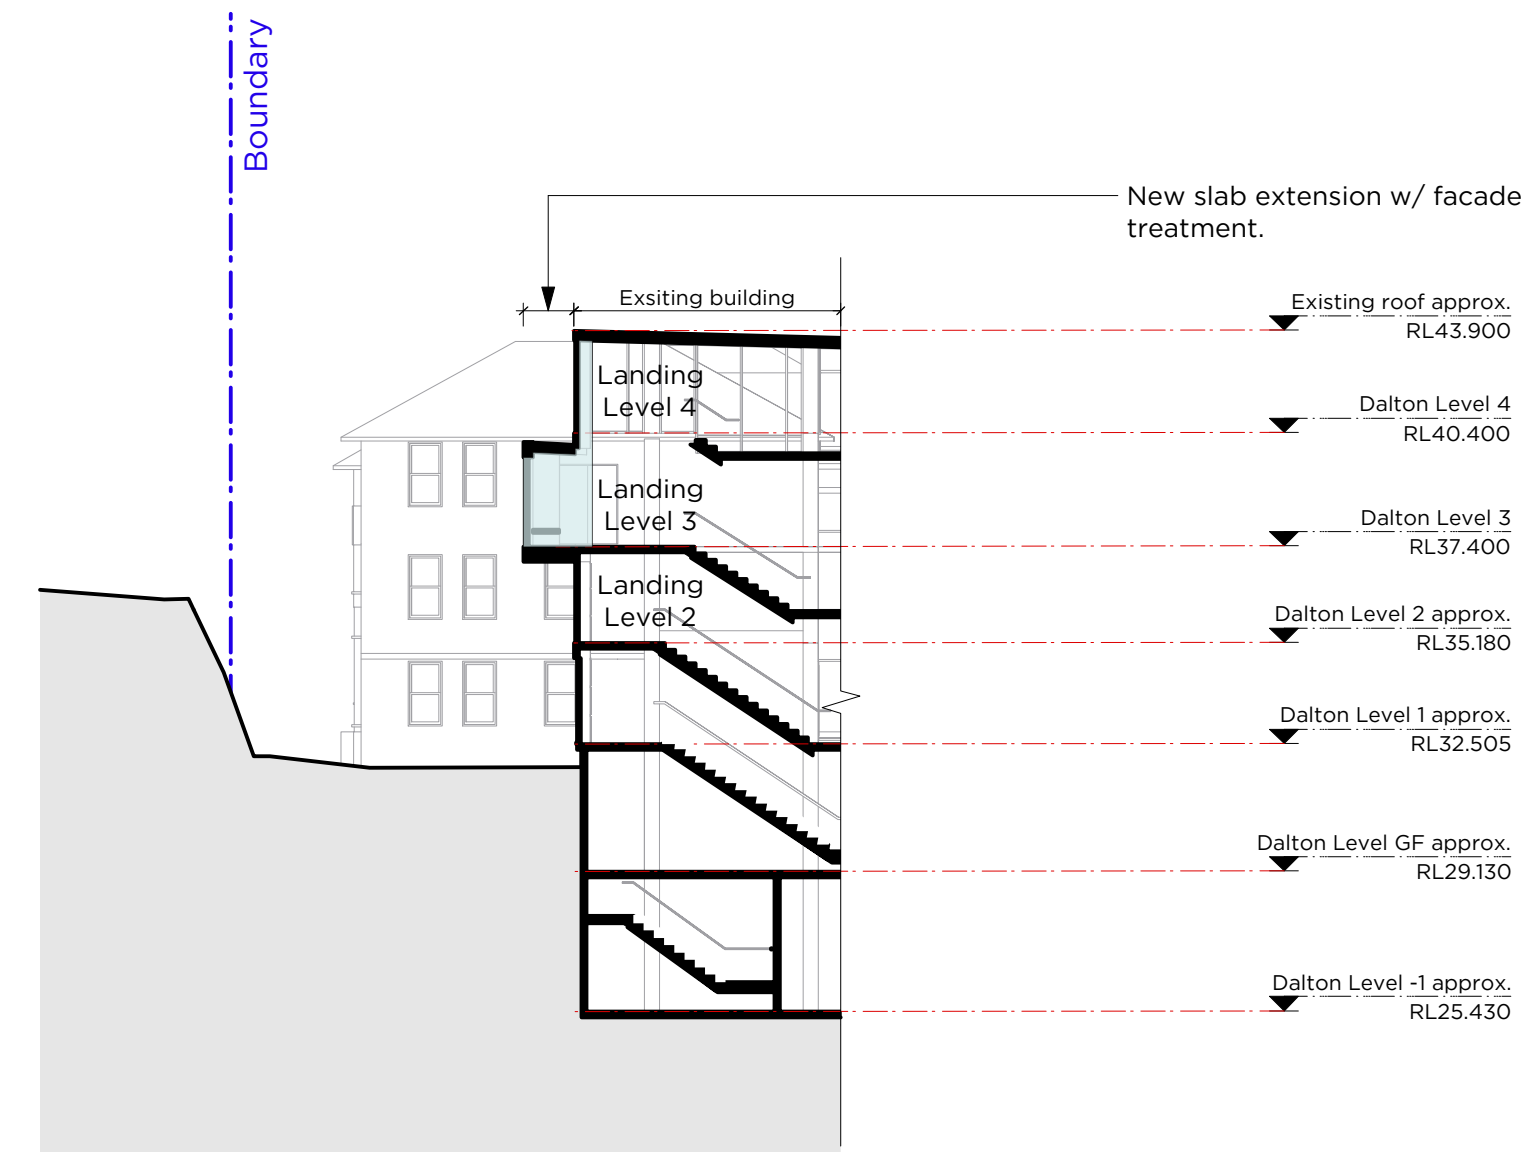 Boundary
New slab extension w/ facade
treatment.
Exsiting building
Existing roof approx.
RL43.900
Landing
Level 4
Dalton Level 4
RL40.400
Landing
Level 3
Dalton Level 3
RL37.400
Landing
Level 2
Dalton Level 2 approx.
RL35.180
Dalton Level 1 approx.
RL32.505
Dalton Level GF approx.
RL29.130
Dalton Level -1 approx.
RL25.430